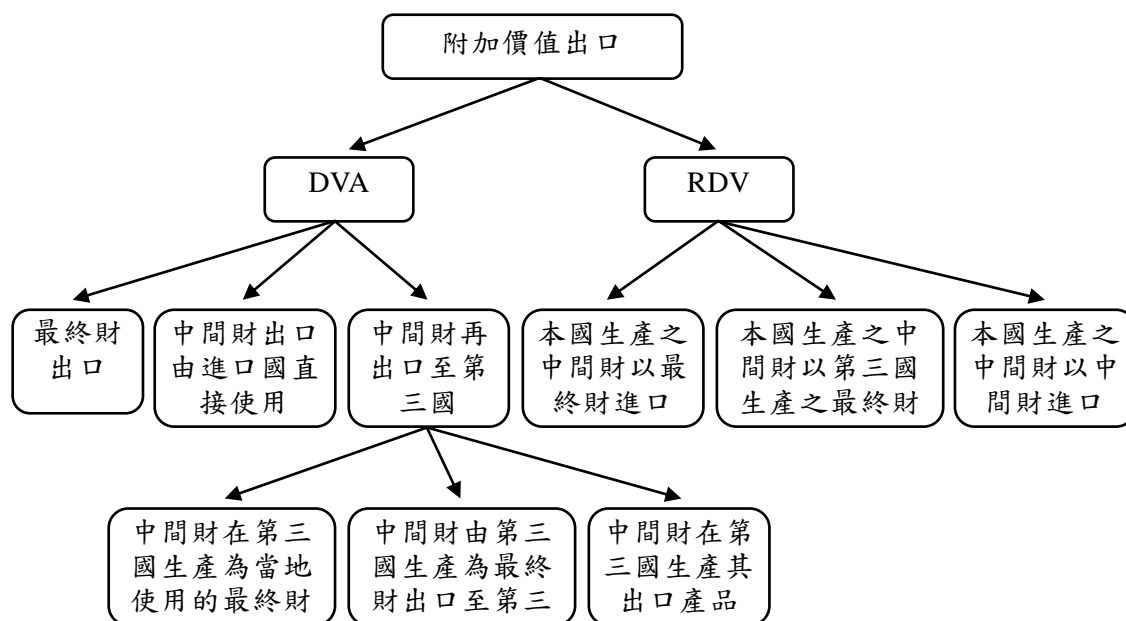 附加價值出口
DVA
RDV
最終財
出口
中間財出口
由進口國直
接使用
中間財再
出口至第
三國
本國生產之
中間財以最
終財進口
本國生產之中
間財以第三國
生產之最終財
本國生產之
中間財以中
間財進口
中間財在第三
國生產為當地
使用的最終財
中間財由第三
國生產為最終
財出口至第三
中間財在第
三國生產其
出口產品